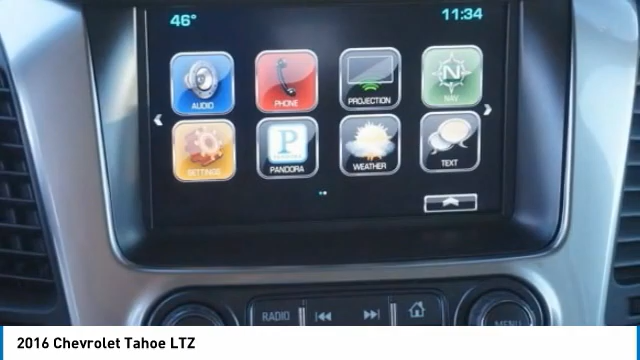 46° 11:34
AUDIO PHONE PROJECTION NAV
SETTINGS PANDORA WEATHER TEXT
RADIO MENU
2016 Chevrolet Tahoe LTZ